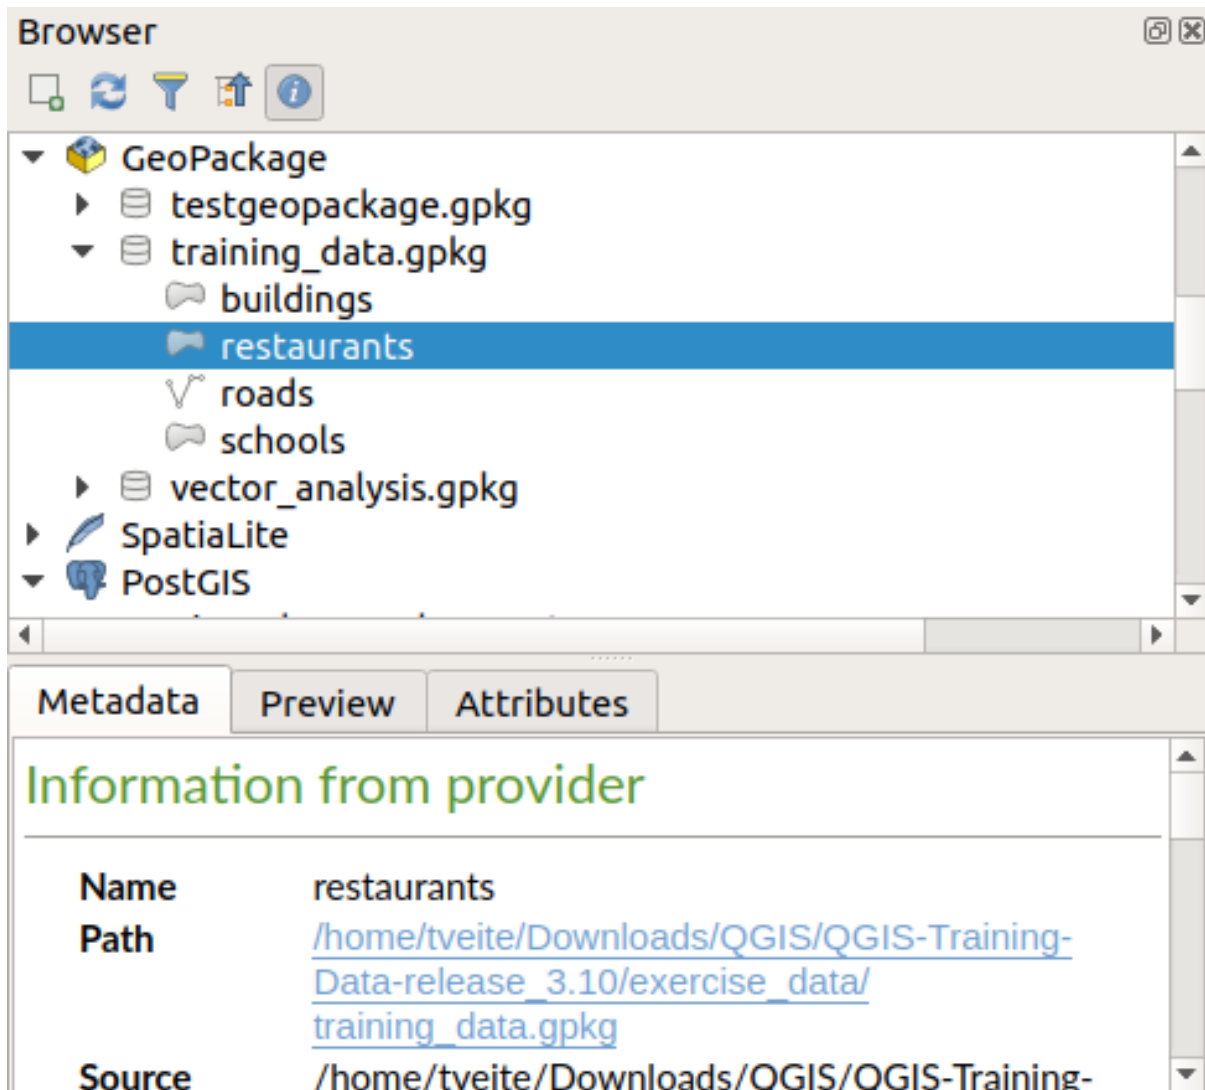 Browser
GeoPackage
testgeopackage.gpkg
training_data.gpkg
buildings
restaurants
roads
schools
vector_analysis.gpkg
SpatiaLite
PostGIS
Metadata Preview Attributes
Information from provider
Name restaurants
Path /home/tveite/Downloads/QGIS/QGIS-Training-
Data-release_3.10/exercise_data/
training_data.gpkg
Source /home/tveite/Downloads/QGIS/QGIS-Training-